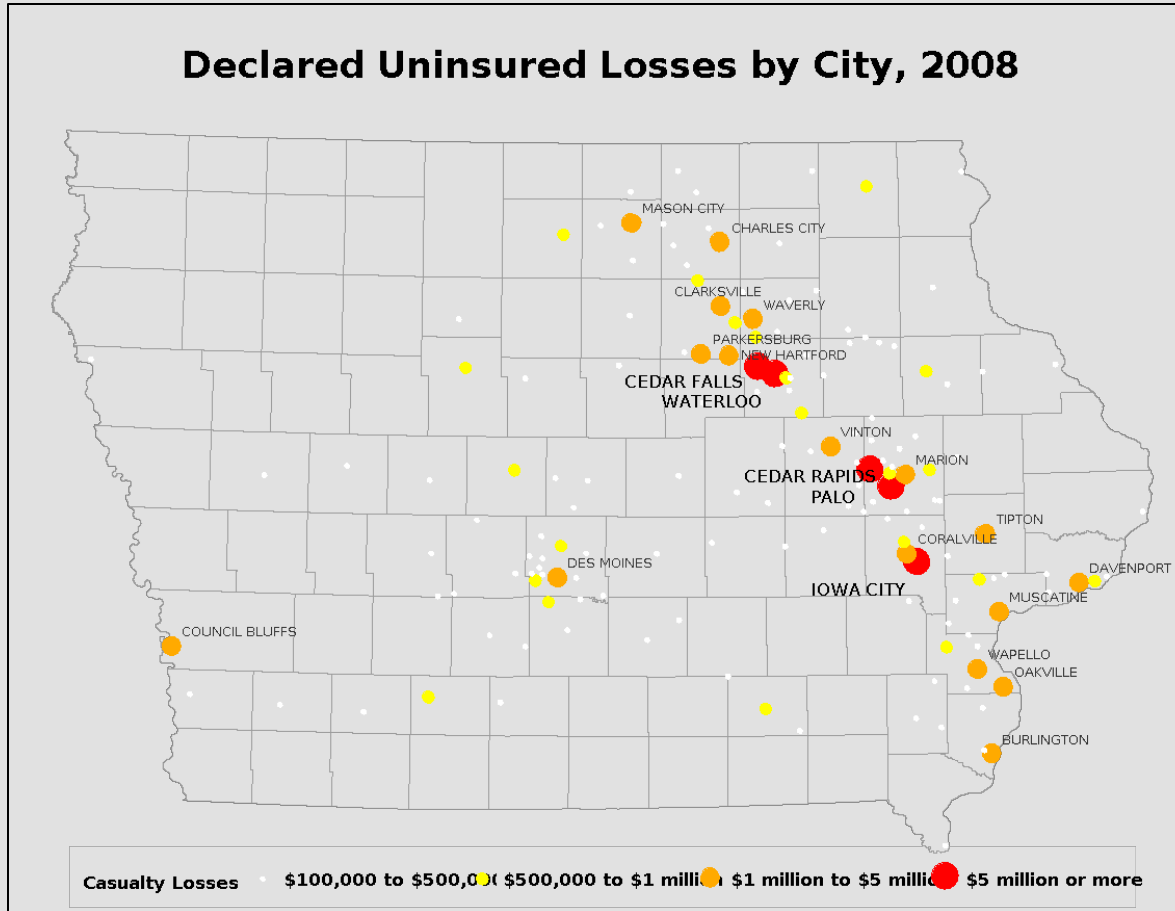 Declared Uninsured Losses by City, 2008
MASON CITY
CHARLES CITY
CLARKSVILLE
WAVERLY
PARKERSBURG
NEW HARTFORD
CEDAR FALLS
WATERLOO
VINTON
MARION
CEDAR RAPIDS
PALO
TIPTON
CORALVILLE
DES MOINES
DAVENPORT
IOWA CITY
MUSCATINE
COUNCIL BLUFFS
WAPELLO
OAKVILLE
BURLINGTON
Casualty Losses $100,000 to $500,00 $500,000 to $1 million $1 million to $5 million $5 million or more